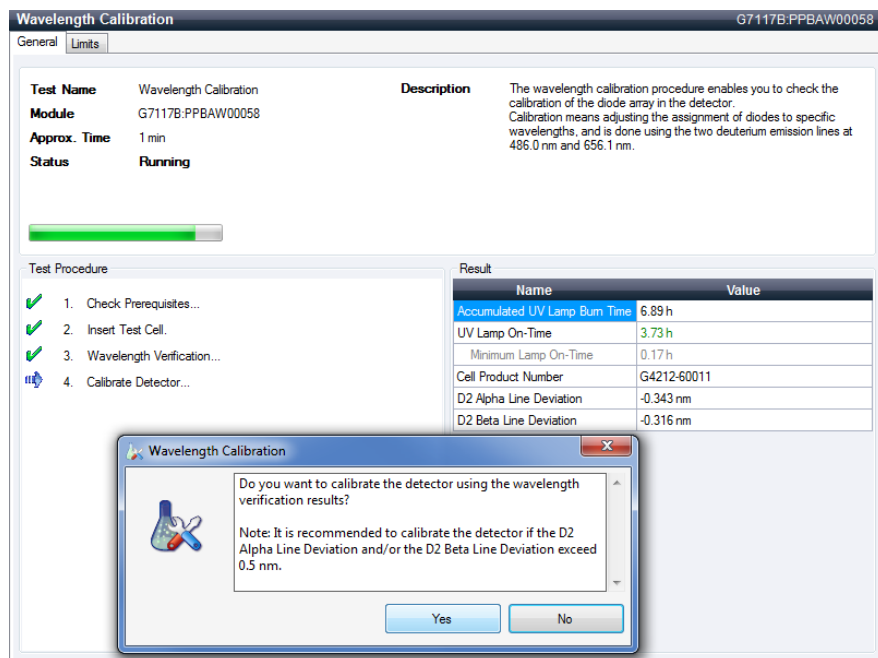 Wavelength Calibration G7117B:PPBAW00058
General Limits
Test Name Wavelength Calibration
Module G7117B:PPBAW00058
Approx. Time 1 min
Status Running
Description The wavelength calibration procedure enables you to check the
calibration of the diode array in the detector.
Calibration means adjusting the assignment of diodes to specific
wavelengths, and is done using the two deuterium emission lines at
486.0 nm and 656.1 nm.
Test Procedure
1. Check Prerequisites...
2. Insert Test Cell.
3. Wavelength Verification...
4. Calibrate Detector...
Result
Name Value
Accumulated UV Lamp Burn Time 6.89 h
UV Lamp On-Time 3.73 h
Minimum Lamp On-Time 0.17 h
Cell Product Number G4212-60011
D2 Alpha Line Deviation -0.343 nm
D2 Beta Line Deviation -0.316 nm
Wavelength Calibration
Do you want to calibrate the detector using the wavelength
verification results?
Note: It is recommended to calibrate the detector if the D2
Alpha Line Deviation and/or the D2 Beta Line Deviation exceed
0.5 nm.
Yes No